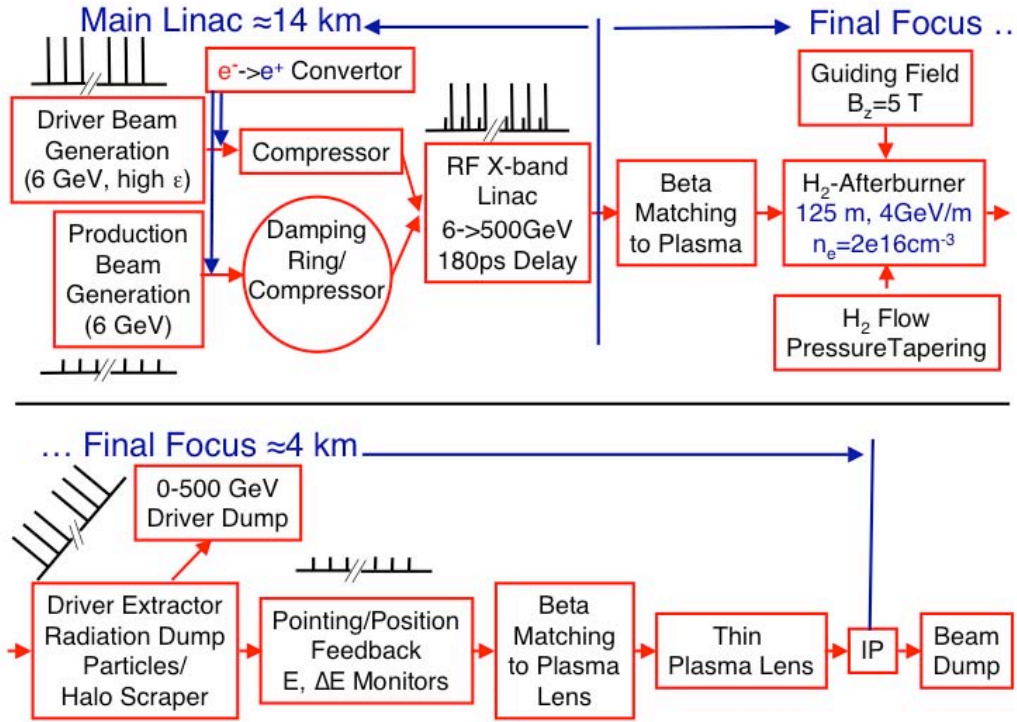 Main Linac ≈14 km
Final Focus ..
e⁻->e⁺ Convertor
Driver Beam
Generation
(6 GeV, high ε)
Compressor
Production
Beam
Generation
(6 GeV)
Damping
Ring/
Compressor
RF X-band
Linac
6->500GeV
180ps Delay
Beta
Matching
to Plasma
Guiding Field
B_z=5 T
H₂-Afterburner
125 m, 4GeV/m
nₑ=2e16cm⁻³
H₂ Flow
PressureTapering
... Final Focus ≈4 km
0-500 GeV
Driver Dump
Driver Extractor
Radiation Dump
Particles/
Halo Scraper
Pointing/Position
Feedback
E, ΔE Monitors
Beta
Matching
to Plasma
Lens
Thin
Plasma Lens
IP
Beam
Dump